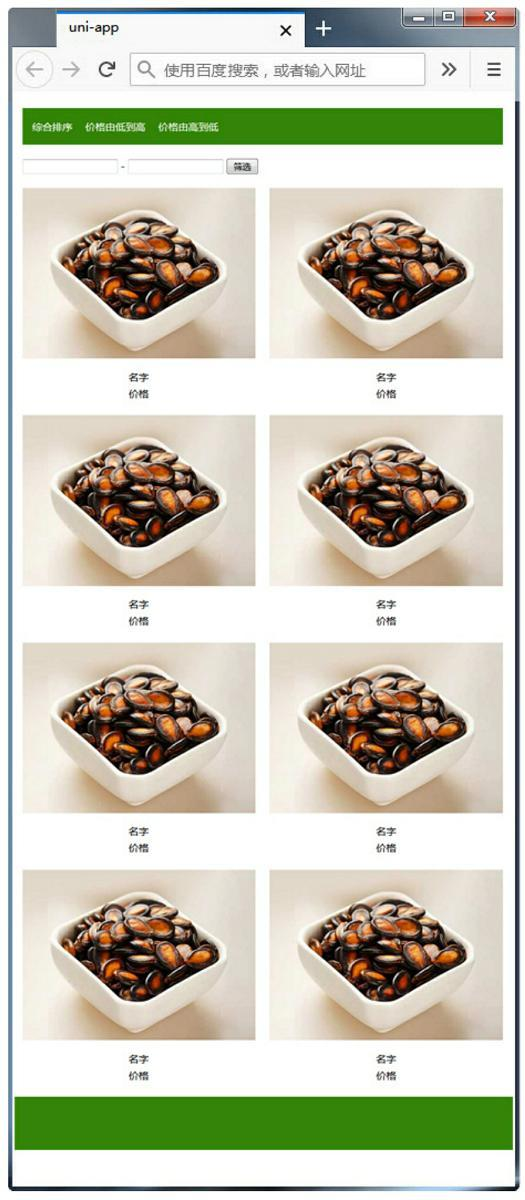 uni-app
使用百度搜索，或者输入网址
综合排序 价格由低到高 价格由高到低
- 筛选
名字 名字
价格 价格
名字 名字
价格 价格
名字 名字
价格 价格
名字 名字
价格 价格